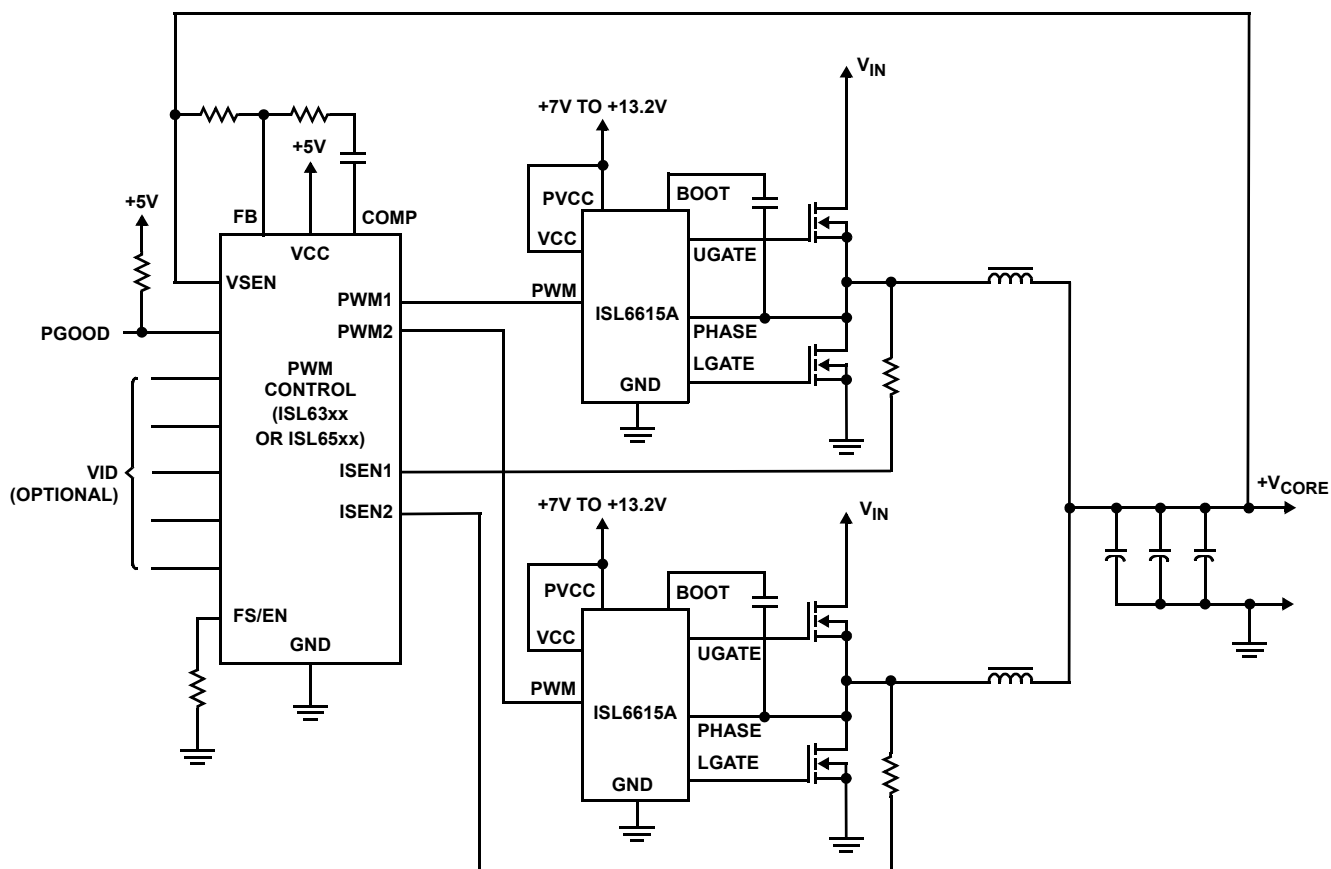 V_IN
+7V TO +13.2V
+5V
+5V
FB
COMP
VCC
VSEN
PWM1
PWM2
PGOOD
PWM
CONTROL
(ISL63xx
OR ISL65xx)
VID
(OPTIONAL)
ISEN1
ISEN2
FS/EN
GND
PVCC
BOOT
VCC
UGATE
PWM
ISL6615A
PHASE
LGATE
GND
+V_CORE
+7V TO +13.2V
V_IN
PVCC
BOOT
VCC
UGATE
PWM
ISL6615A
PHASE
LGATE
GND